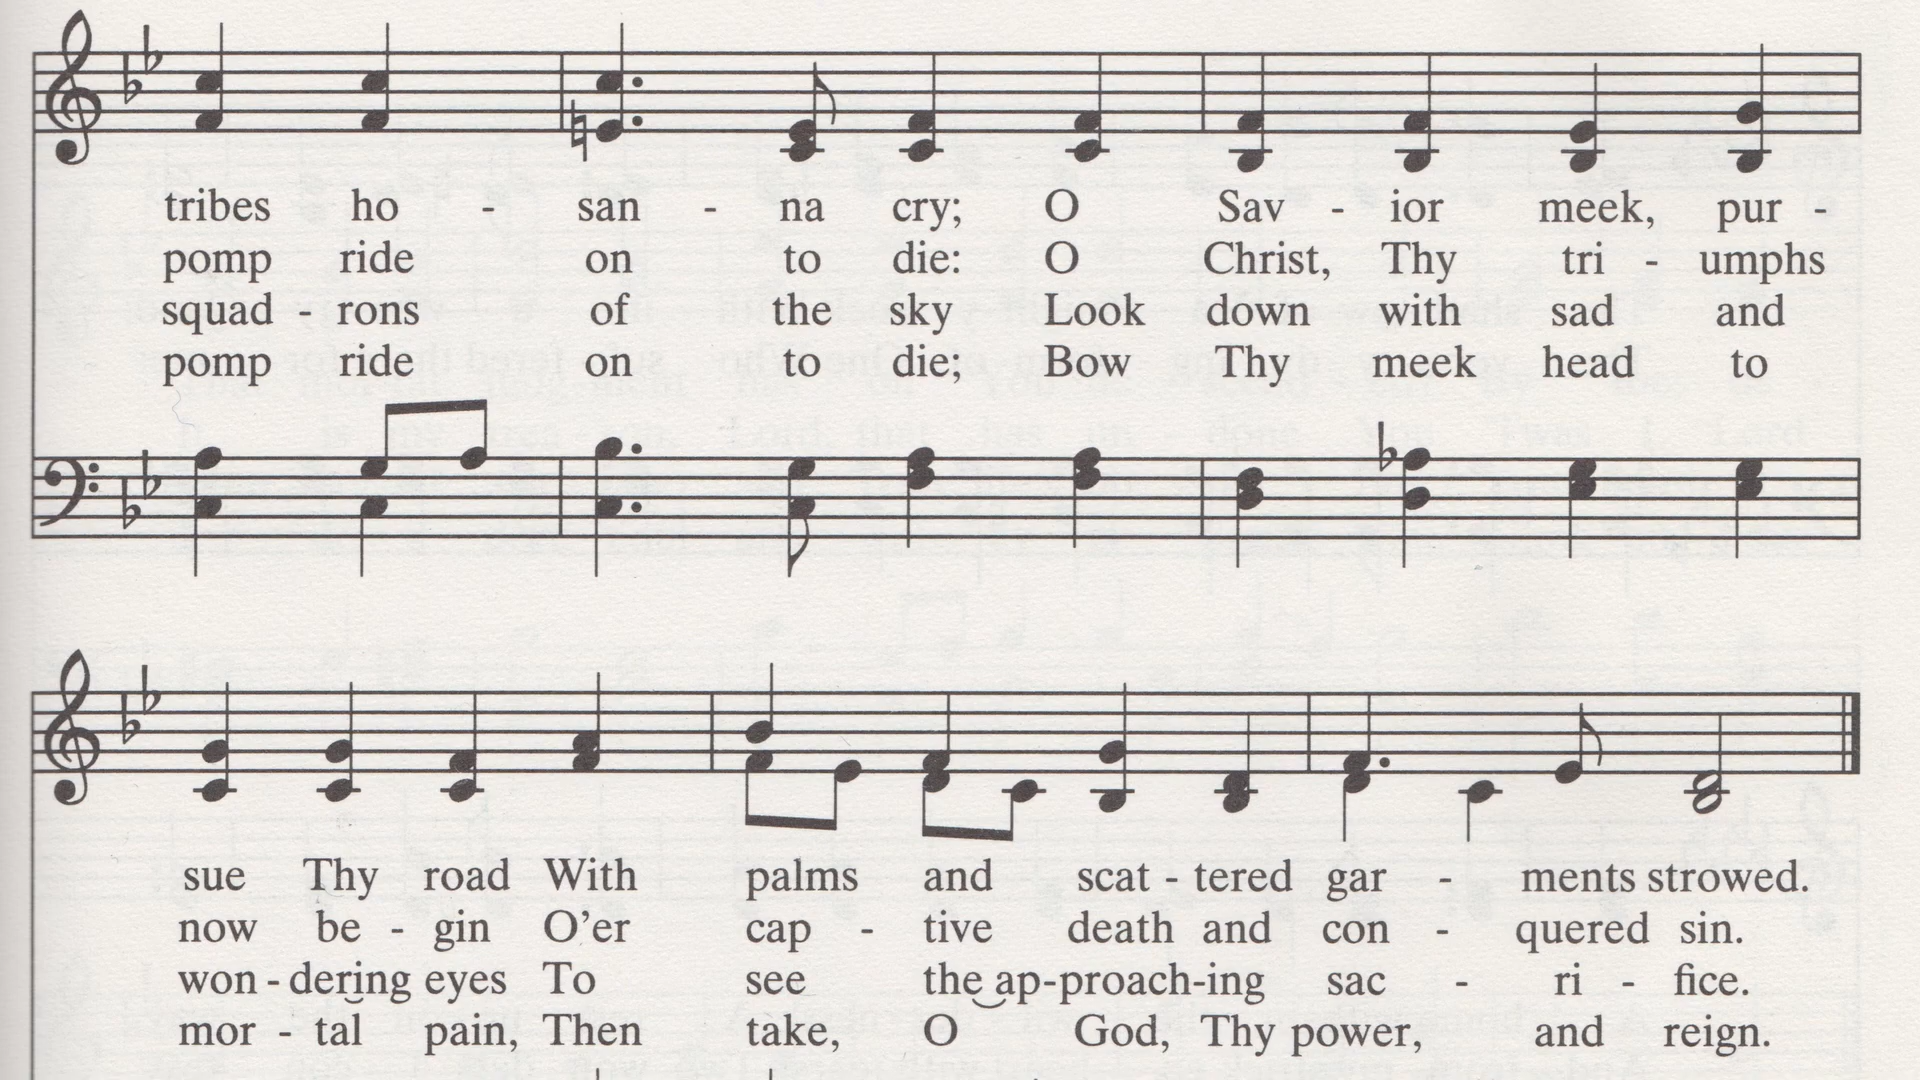 tribes ho - san - na cry; O Sav - ior meek, pur -
pomp ride on to die: O Christ, Thy tri - umphs
squad - rons of the sky Look down with sad and
pomp ride on to die; Bow Thy meek head to
sue Thy road With palms and scat - tered gar - ments strowed.
now be - gin O’er cap - tive death and con - quered sin.
won - dering eyes To see the ap-proach-ing sac - ri - fice.
mor - tal pain, Then take, O God, Thy power, and reign.